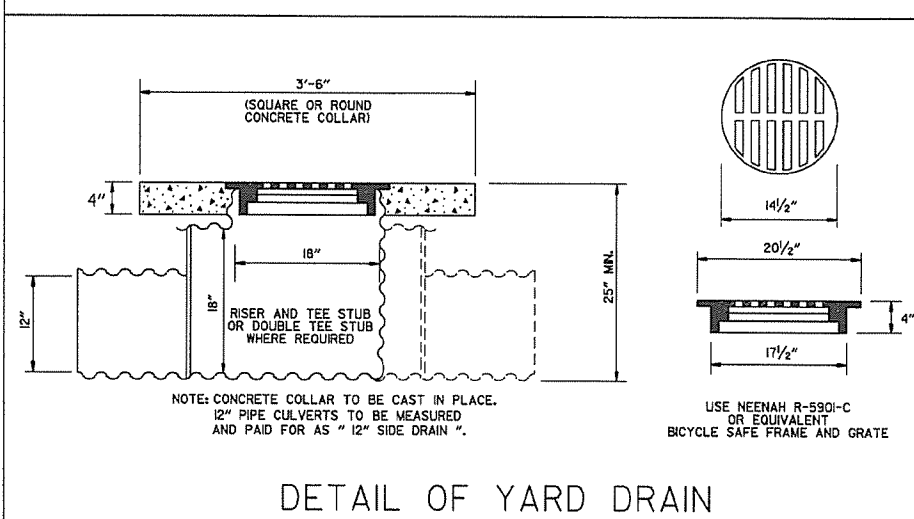 3'-6"
(SQUARE OR ROUND
CONCRETE COLLAR)
4"
18"
25" MIN.
12"
18"
RISER AND TEE STUB
OR DOUBLE TEE STUB
WHERE REQUIRED
NOTE: CONCRETE COLLAR TO BE CAST IN PLACE.
12" PIPE CULVERTS TO BE MEASURED
AND PAID FOR AS " 12" SIDE DRAIN ".
14½"
20½"
4"
17½"
USE NEENAH R-5901-C
OR EQUIVALENT
BICYCLE SAFE FRAME AND GRATE
DETAIL OF YARD DRAIN